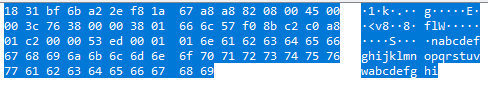 18 31 bf 6b a2 2e f8 1a 67 a8 a8 82 08 00 45 00 ·1·k·.·· g·····E·
00 3c 76 38 00 00 38 01 66 6c 57 f0 8b c2 c0 a8 ·<v8··8· flW·····
01 c2 00 00 53 ed 00 01 01 6e 61 62 63 64 65 66 ····S··· ·nabcdef
67 68 69 6a 6b 6c 6d 6e 6f 70 71 72 73 74 75 76 ghijklmn opqrstuv
77 61 62 63 64 65 66 67 68 69 wabcdefg hi